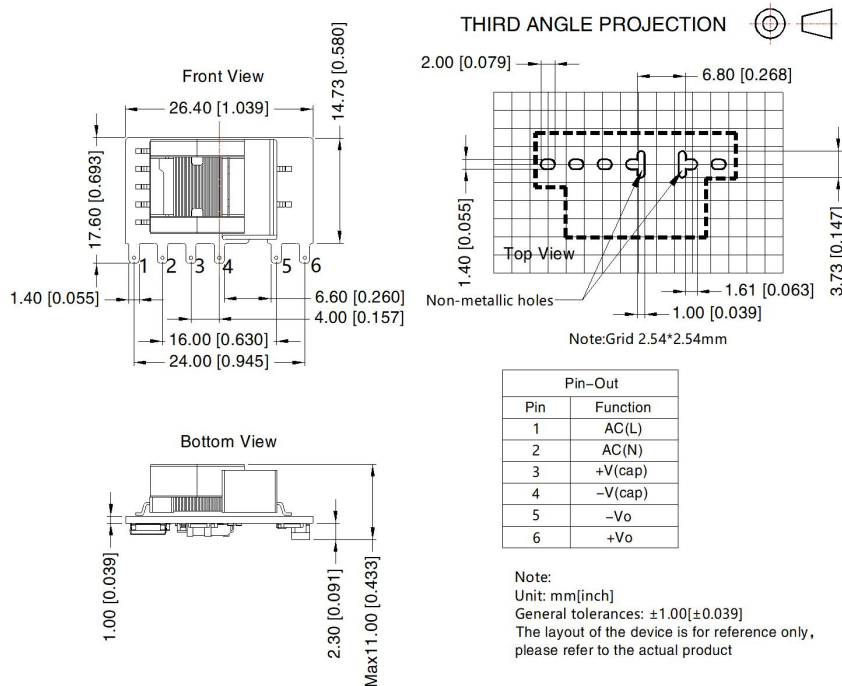 THIRD ANGLE PROJECTION
Front View
26.40 [1.039]
14.73 [0.580]
17.60 [0.693]
1 2 3 4 5 6
1.40 [0.055]
6.60 [0.260]
4.00 [0.157]
16.00 [0.630]
24.00 [0.945]
2.00 [0.079]
6.80 [0.268]
1.40 [0.055]
3.73 [0.147]
Top View
Non-metallic holes
1.61 [0.063]
1.00 [0.039]
Note:Grid 2.54*2.54mm
Bottom View
1.00 [0.039]
2.30 [0.091]
Max11.00 [0.433]
Pin–Out
Pin Function
1 AC(L)
2 AC(N)
3 +V(cap)
4 –V(cap)
5 –Vo
6 +Vo
Note:
Unit: mm[inch]
General tolerances: ±1.00[±0.039]
The layout of the device is for reference only,
please refer to the actual product